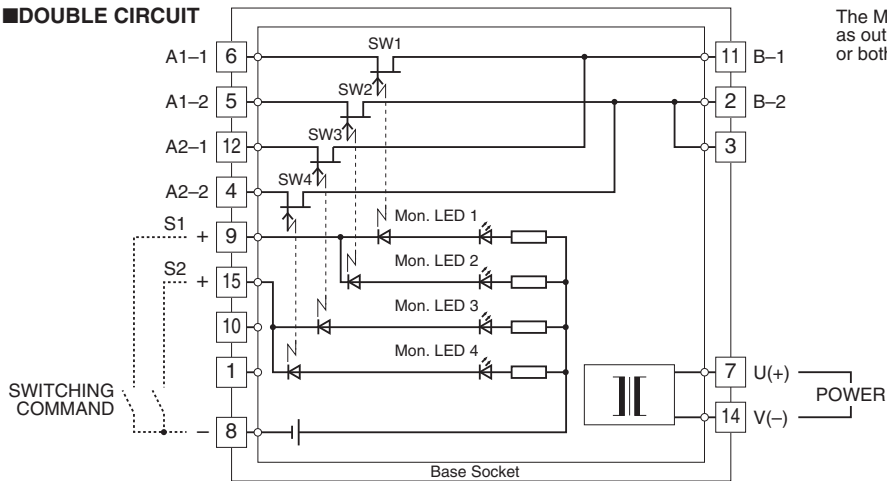 ■DOUBLE CIRCUIT
The M
as out
or both
A1–1 6 SW1 11 B–1
A1–2 5 SW2 2 B–2
A2–1 12 SW3 3
A2–2 4 SW4
S1 + 9 Mon. LED 1
S2 + 15 Mon. LED 2
10 Mon. LED 3
1 Mon. LED 4
7 U(+)
POWER
14 V(–)
SWITCHING
COMMAND
– 8
Base Socket